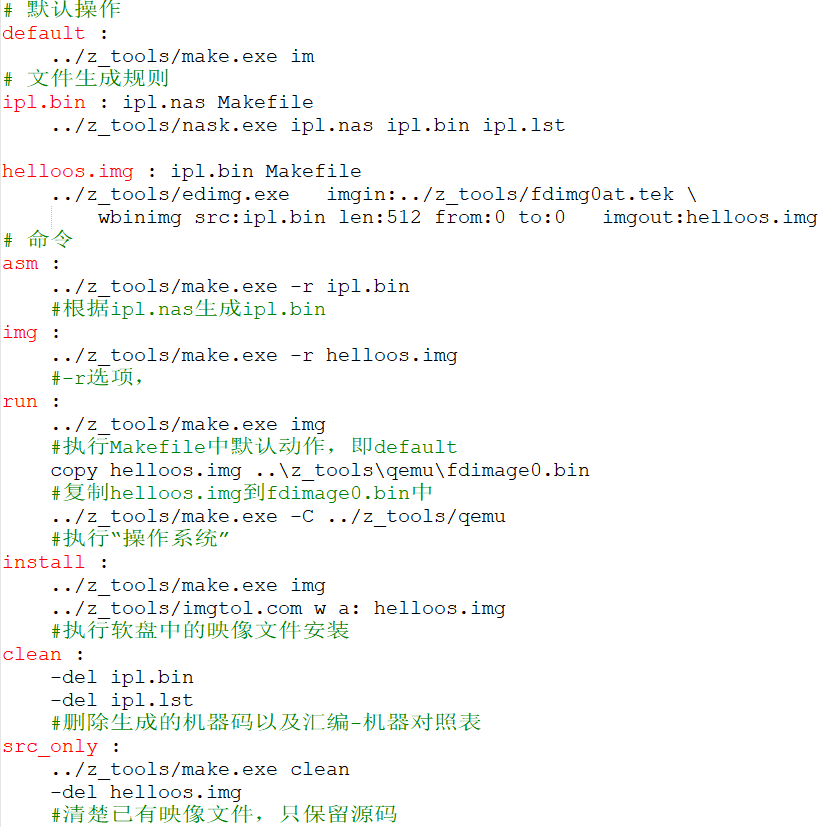 # 默认操作
default :
    ../z_tools/make.exe im
# 文件生成规则
ipl.bin : ipl.nas Makefile
    ../z_tools/nask.exe ipl.nas ipl.bin ipl.lst

helloos.img : ipl.bin Makefile
    ../z_tools/edimg.exe   imgin:../z_tools/fdimg0at.tek \
        wbinimg src:ipl.bin len:512 from:0 to:0   imgout:helloos.img
# 命令
asm :
    ../z_tools/make.exe -r ipl.bin
    #根据ipl.nas生成ipl.bin
img :
    ../z_tools/make.exe -r helloos.img
    #-r选项，
run :
    ../z_tools/make.exe img
    #执行Makefile中默认动作，即default
    copy helloos.img ..\z_tools\qemu\fdimage0.bin
    #复制helloos.img到fdimage0.bin中
    ../z_tools/make.exe -C ../z_tools/qemu
    #执行“操作系统”
install :
    ../z_tools/make.exe img
    ../z_tools/imgtol.com w a: helloos.img
    #执行软盘中的映像文件安装
clean :
    -del ipl.bin
    -del ipl.lst
    #删除生成的机器码以及汇编-机器对照表
src_only :
    ../z_tools/make.exe clean
    -del helloos.img
    #清楚已有映像文件，只保留源码